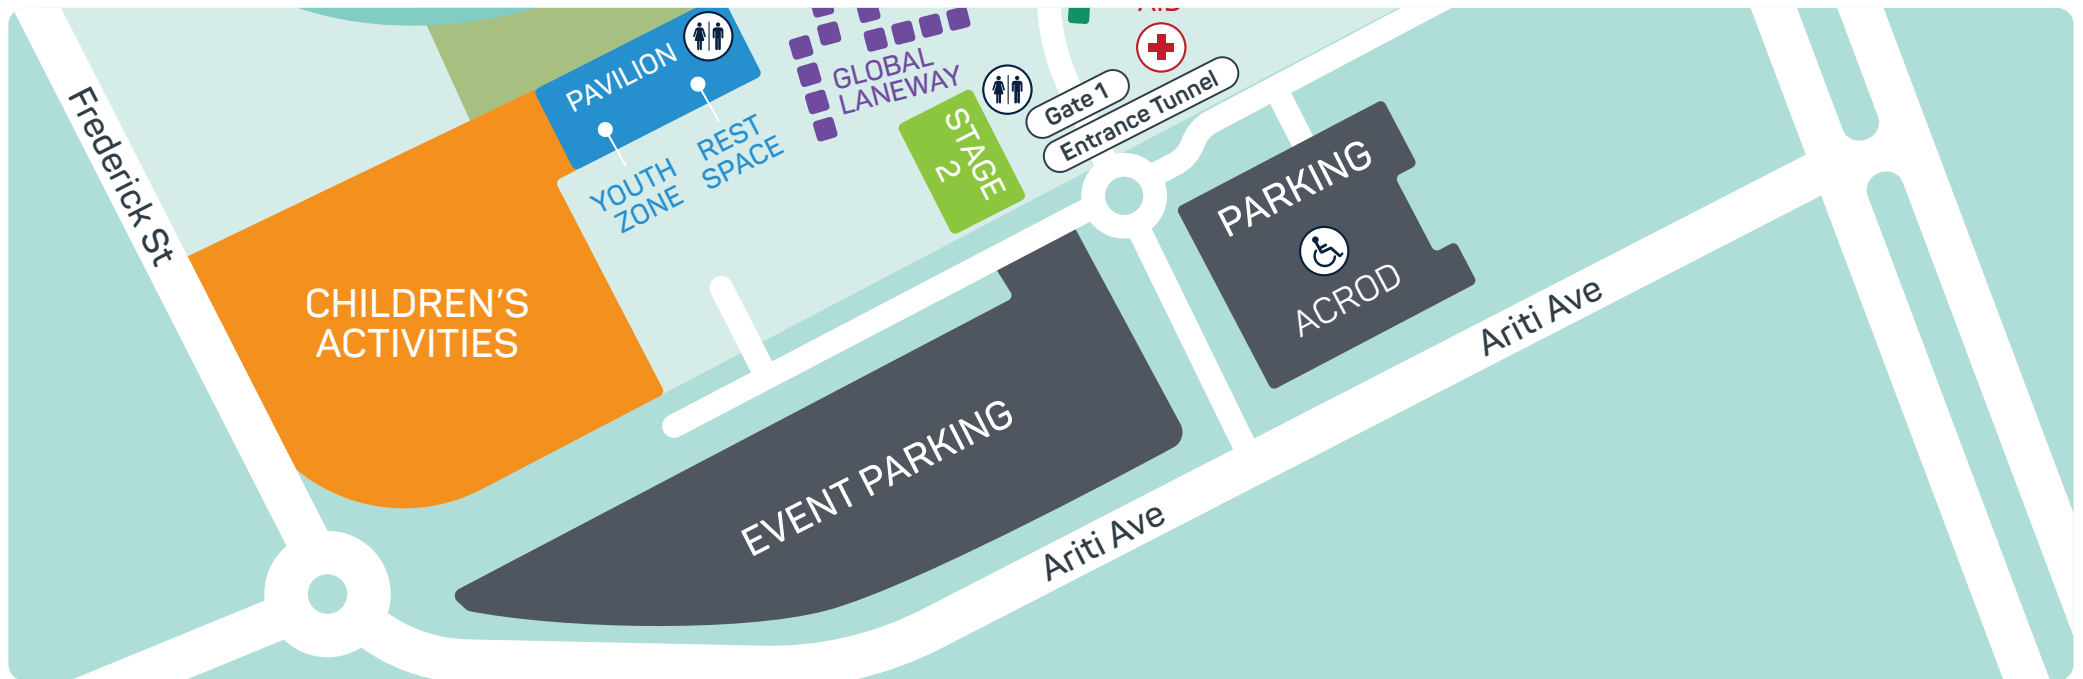 AID
PAVILION
GLOBAL
LANEWAY
Gate 1
Entrance Tunnel
Frederick St
STAGE
2
REST
SPACE
YOUTH
ZONE
PARKING
ACROD
CHILDREN'S
ACTIVITIES
Ariti Ave
EVENT PARKING
Ariti Ave